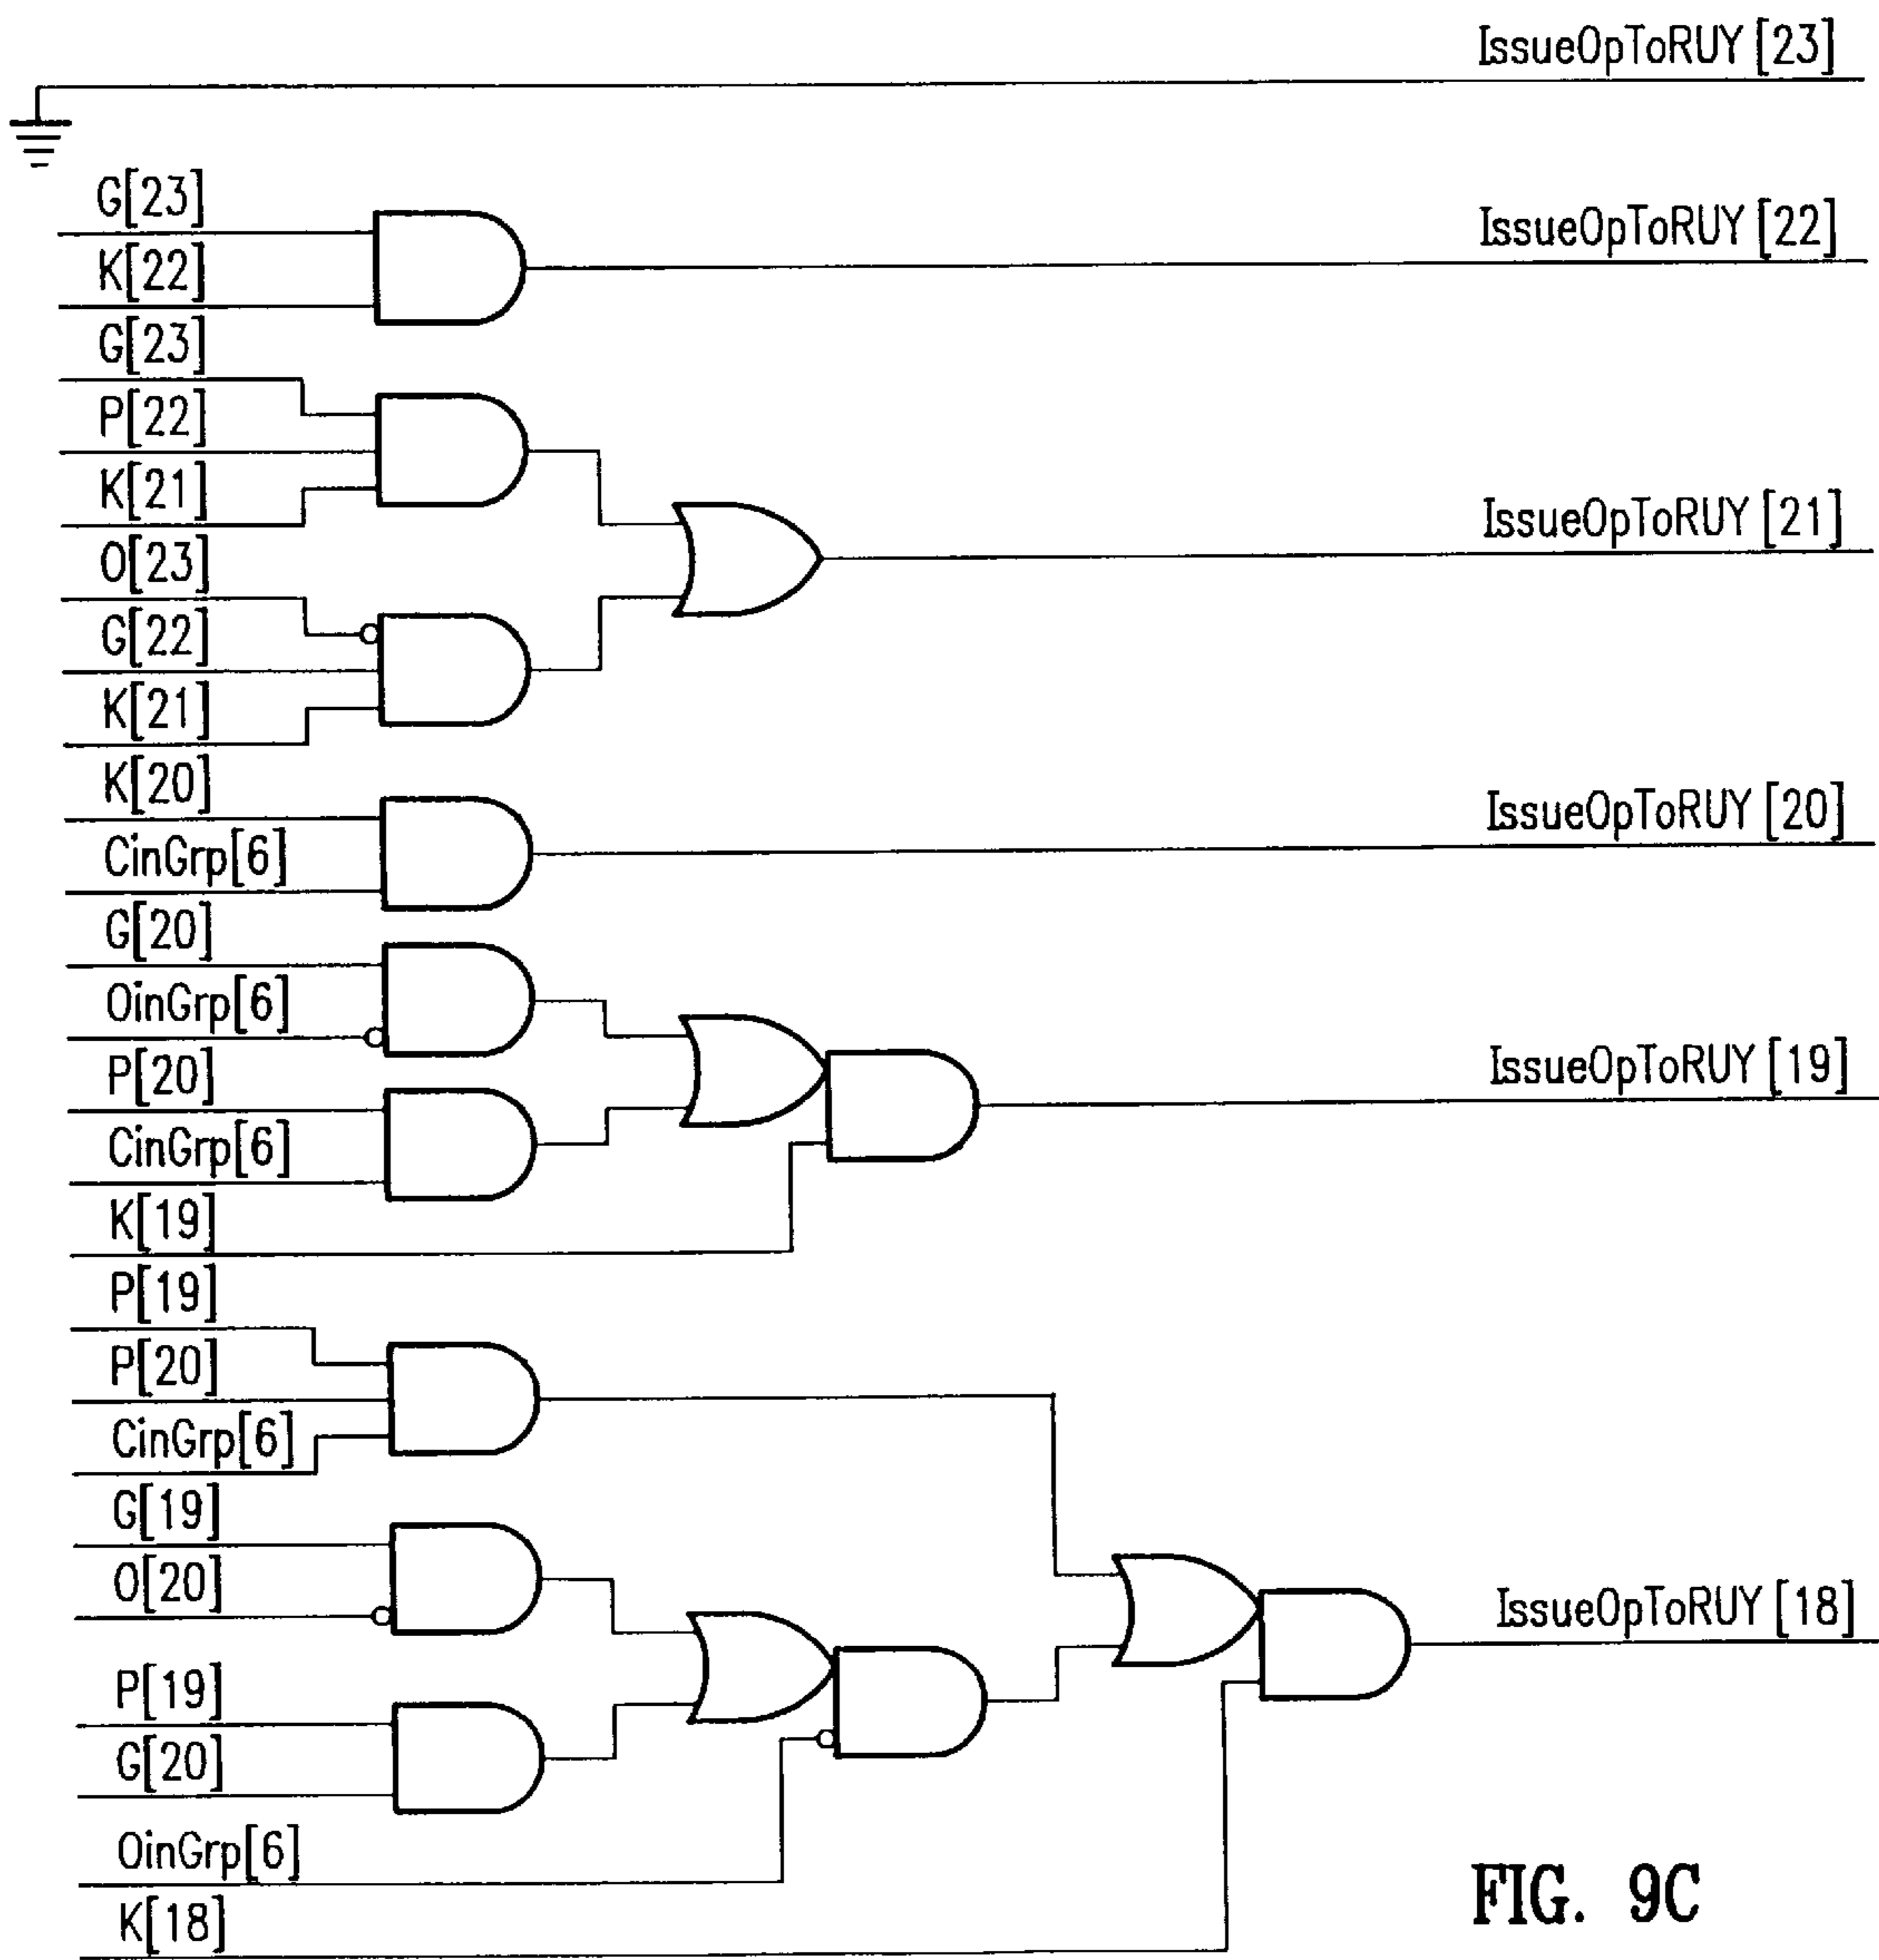 IssueOpToRUY[23]
G[23]
IssueOpToRUY[22]
K[22]
G[23]
P[22]
K[21]
IssueOpToRUY[21]
O[23]
G[22]
K[21]
K[20]
IssueOpToRUY[20]
CinGrp[6]
G[20]
OinGrp[6]
P[20]
IssueOpToRUY[19]
CinGrp[6]
K[19]
P[19]
P[20]
CinGrp[6]
G[19]
O[20]
IssueOpToRUY[18]
P[19]
G[20]
OinGrp[6]
K[18]
FIG. 9C